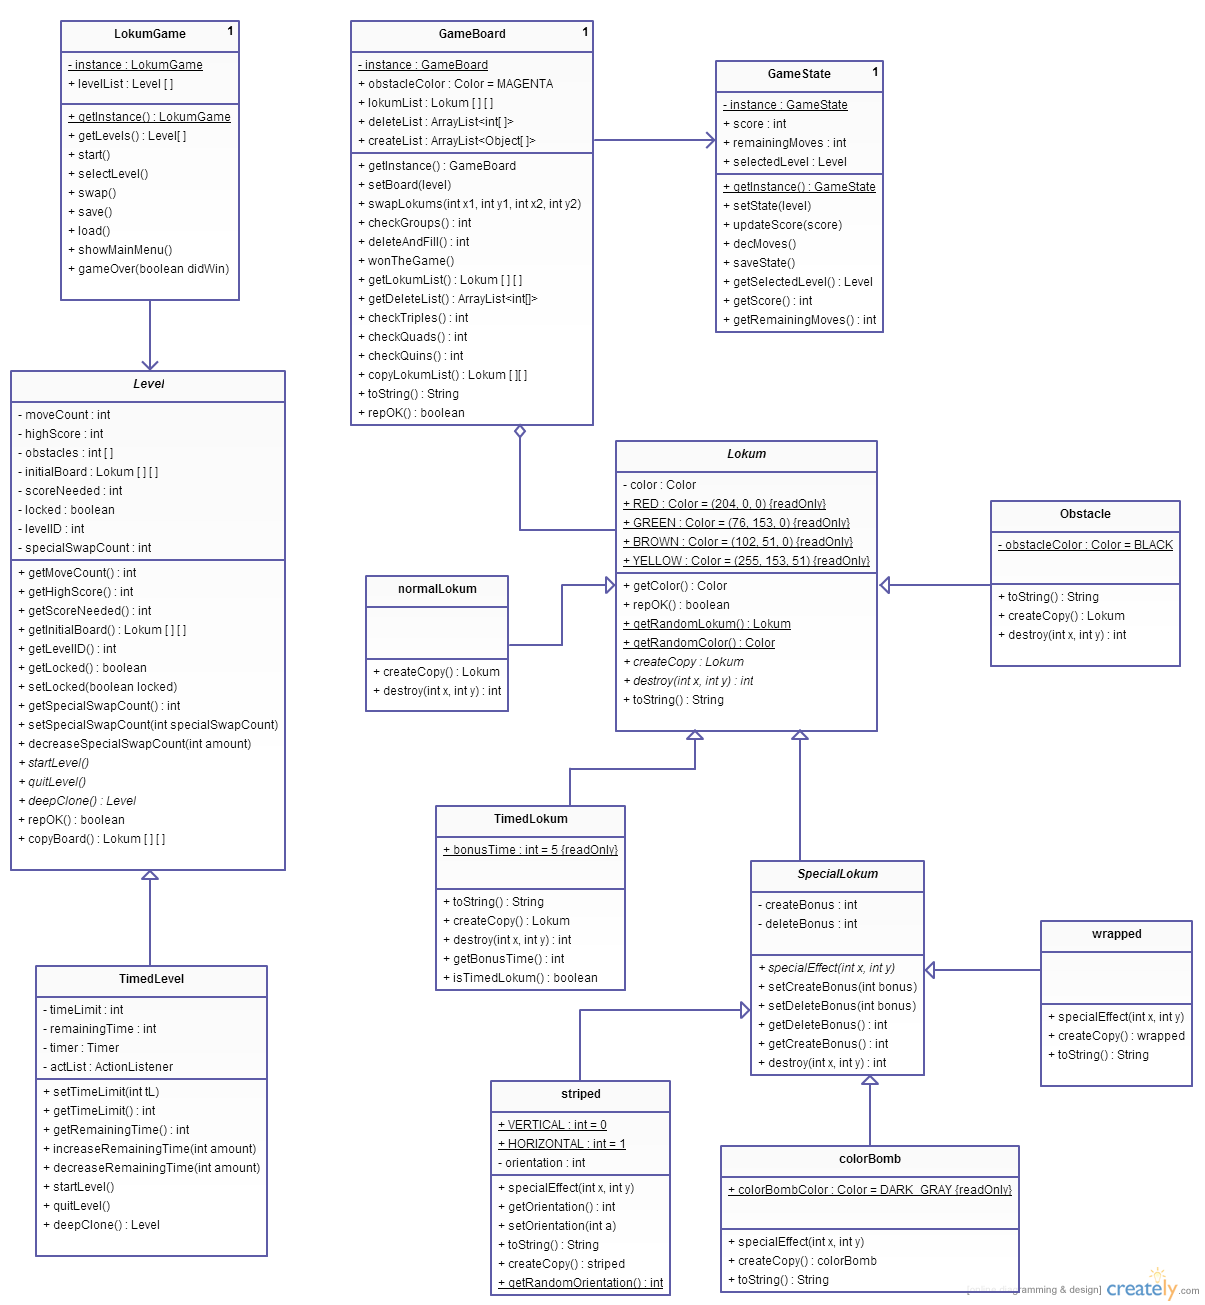 LokumGame 1
- instance : LokumGame
+ levelList : Level [ ]
+ getInstance() : LokumGame
+ getLevels() : Level[ ]
+ start()
+ selectLevel()
+ swap()
+ save()
+ load()
+ showMainMenu()
+ gameOver(boolean didWin)
GameBoard 1
- instance : GameBoard
+ obstacleColor : Color = MAGENTA
+ lokumList : Lokum [ ] [ ]
+ deleteList : ArrayList<int[ ]>
+ createList : ArrayList<Object[ ]>
+ getInstance() : GameBoard
+ setBoard(level)
+ swapLokums(int x1, int y1, int x2, int y2)
+ checkGroups() : int
+ deleteAndFill() : int
+ wonTheGame()
+ getLokumList() : Lokum [ ] [ ]
+ getDeleteList() : ArrayList<int[]>
+ checkTriples() : int
+ checkQuads() : int
+ checkQuins() : int
+ copyLokumList() : Lokum [ ][ ]
+ toString() : String
+ repOK() : boolean
GameState 1
- instance : GameState
+ score : int
+ remainingMoves : int
+ selectedLevel : Level
+ getInstance() : GameState
+ setState(level)
+ updateScore(score)
+ decMoves()
+ saveState()
+ getSelectedLevel() : Level
+ getScore() : int
+ getRemainingMoves() : int
Level
- moveCount : int
- highScore : int
- obstacles : int [ ]
- initialBoard : Lokum [ ] [ ]
- scoreNeeded : int
- locked : boolean
- levelID : int
- specialSwapCount : int
+ getMoveCount() : int
+ getHighScore() : int
+ getScoreNeeded() : int
+ getInitialBoard() : Lokum [ ] [ ]
+ getLevelID() : int
+ getLocked() : boolean
+ setLocked(boolean locked)
+ getSpecialSwapCount() : int
+ setSpecialSwapCount(int specialSwapCount)
+ decreaseSpecialSwapCount(int amount)
+ startLevel()
+ quitLevel()
+ deepClone() : Level
+ repOK() : boolean
+ copyBoard() : Lokum [ ] [ ]
Lokum
- color : Color
+ RED : Color = (204, 0, 0) {readOnly}
+ GREEN : Color = (76, 153, 0) {readOnly}
+ BROWN : Color = (102, 51, 0) {readOnly}
+ YELLOW : Color = (255, 153, 51) {readOnly}
+ getColor() : Color
+ repOK() : boolean
+ getRandomLokum() : Lokum
+ getRandomColor() : Color
+ createCopy : Lokum
+ destroy(int x, int y) : int
+ toString() : String
Obstacle
- obstacleColor : Color = BLACK
+ toString() : String
+ createCopy() : Lokum
+ destroy(int x, int y) : int
normalLokum
+ createCopy() : Lokum
+ destroy(int x, int y) : int
TimedLokum
+ bonusTime : int = 5 {readOnly}
+ toString() : String
+ createCopy() : Lokum
+ destroy(int x, int y) : int
+ getBonusTime() : int
+ isTimedLokum() : boolean
SpecialLokum
- createBonus : int
- deleteBonus : int
+ specialEffect(int x, int y)
+ setCreateBonus(int bonus)
+ setDeleteBonus(int bonus)
+ getDeleteBonus() : int
+ getCreateBonus() : int
+ destroy(int x, int y) : int
wrapped
+ specialEffect(int x, int y)
+ createCopy() : wrapped
+ toString() : String
TimedLevel
- timeLimit : int
- remainingTime : int
- timer : Timer
- actList : ActionListener
+ setTimeLimit(int tL)
+ getTimeLimit() : int
+ getRemainingTime() : int
+ increaseRemainingTime(int amount)
+ decreaseRemainingTime(int amount)
+ startLevel()
+ quitLevel()
+ deepClone() : Level
striped
+ VERTICAL : int = 0
+ HORIZONTAL : int = 1
- orientation : int
+ specialEffect(int x, int y)
+ getOrientation() : int
+ setOrientation(int a)
+ toString() : String
+ createCopy() : striped
+ getRandomOrientation() : int
colorBomb
+ colorBombColor : Color = DARK_GRAY {readOnly}
+ specialEffect(int x, int y)
+ createCopy() : colorBomb
+ toString() : String
& design] creately.com